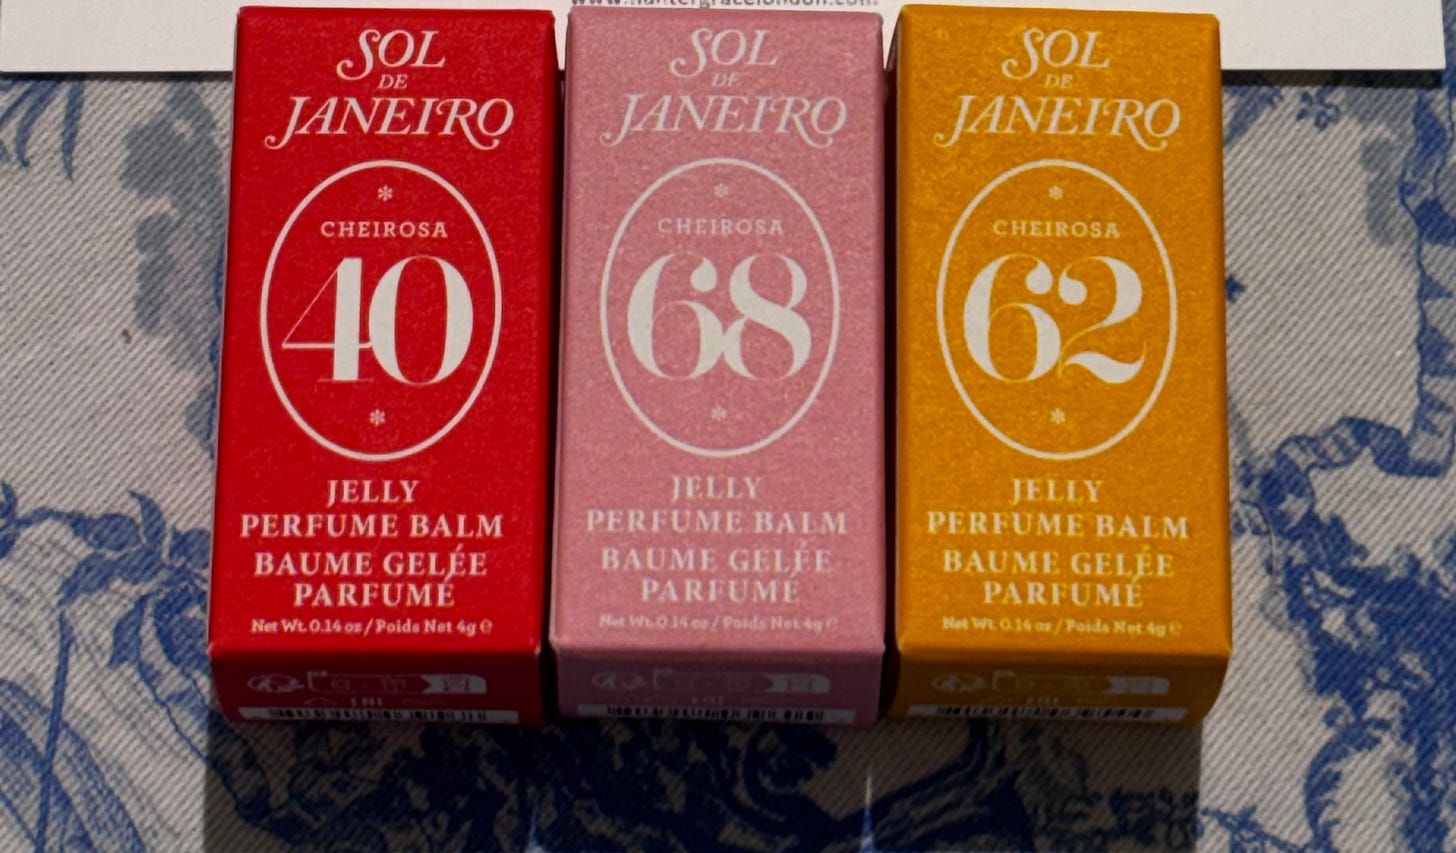 SOL
DE
JANEIRO
CHEIROSA
40
JELLY
PERFUME BALM
BAUME GELÉE
PARFUMÉ
Net Wt. 0.14 oz / Poids Net 4g ℮
SOL
DE
JANEIRO
CHEIROSA
68
JELLY
PERFUME BALM
BAUME GELÉE
PARFUMÉ
Net Wt. 0.14 oz / Poids Net 4g ℮
SOL
DE
JANEIRO
CHEIROSA
62
JELLY
PERFUME BALM
BAUME GELÉE
PARFUMÉ
Net Wt. 0.14 oz / Poids Net 4g ℮